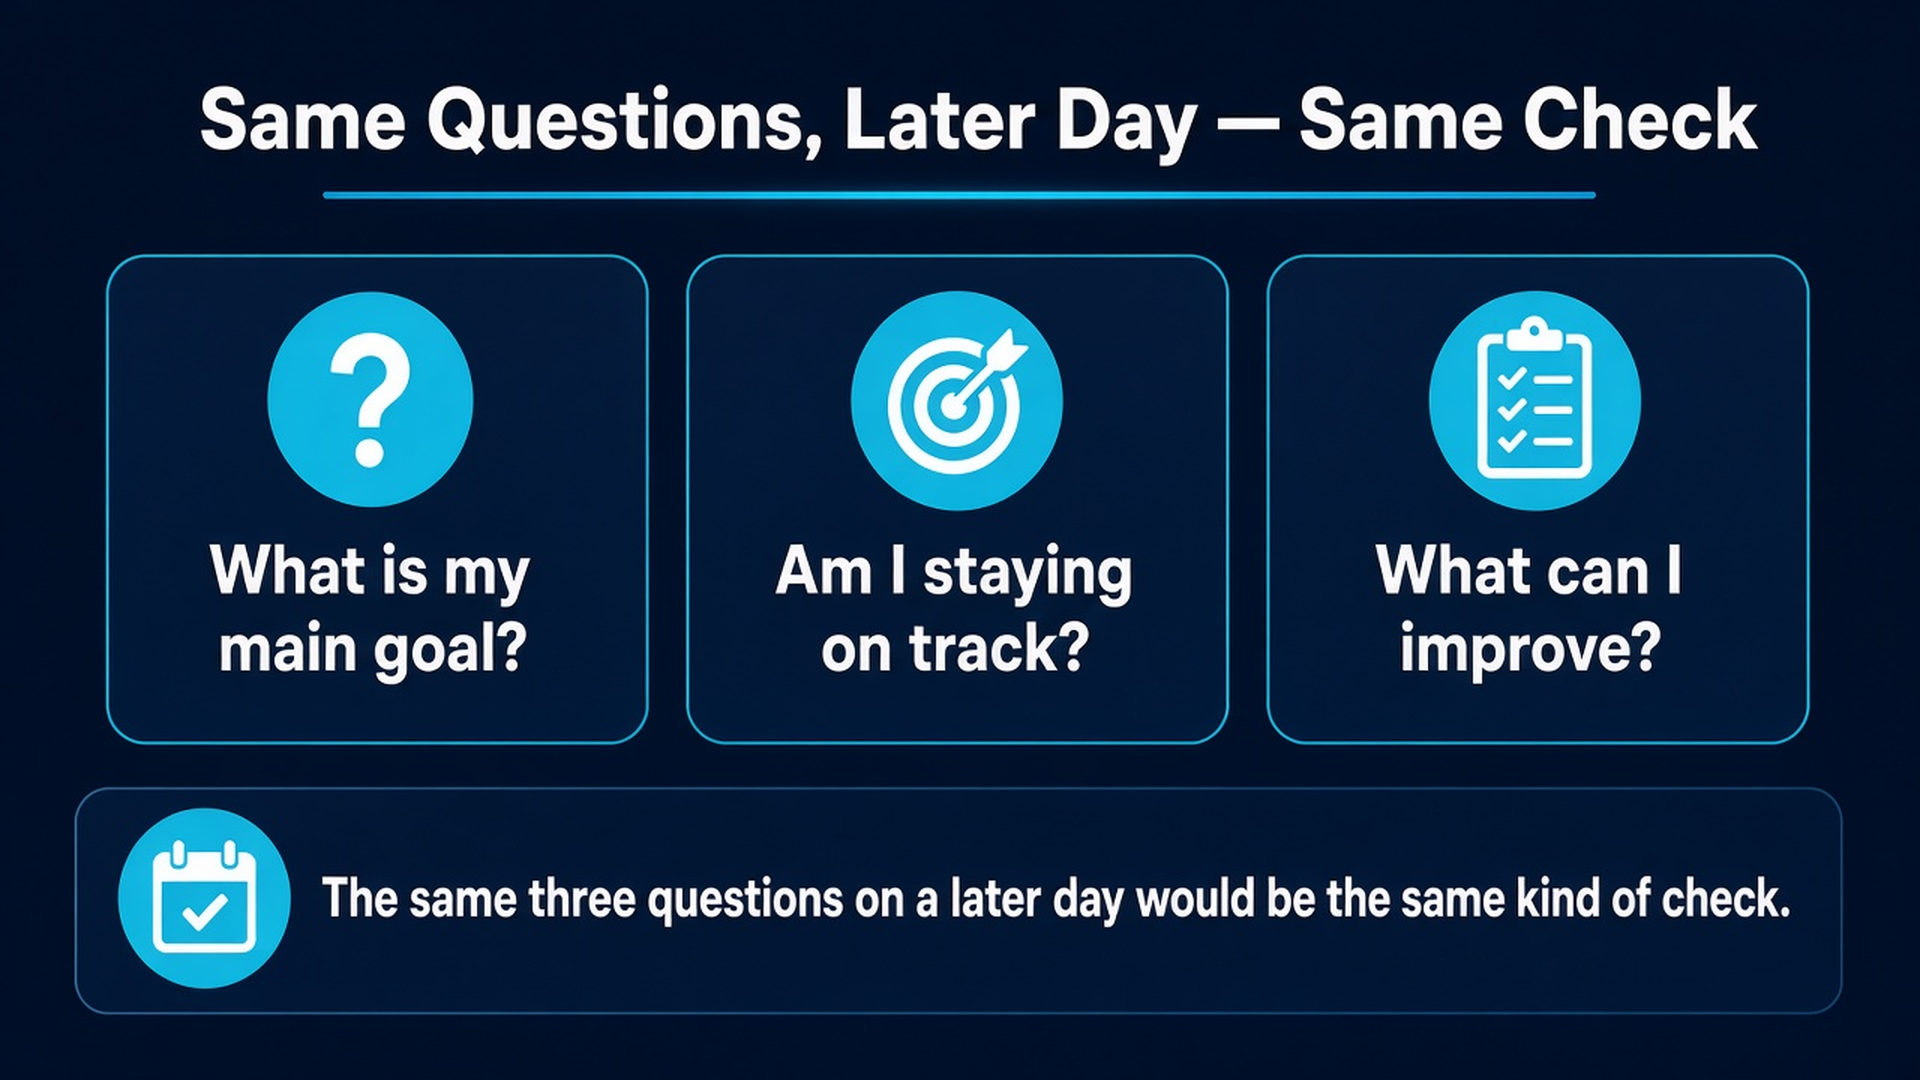 Same Questions, Later Day — Same Check
What is my
main goal?
Am I staying
on track?
What can I
improve?
The same three questions on a later day would be the same kind of check.